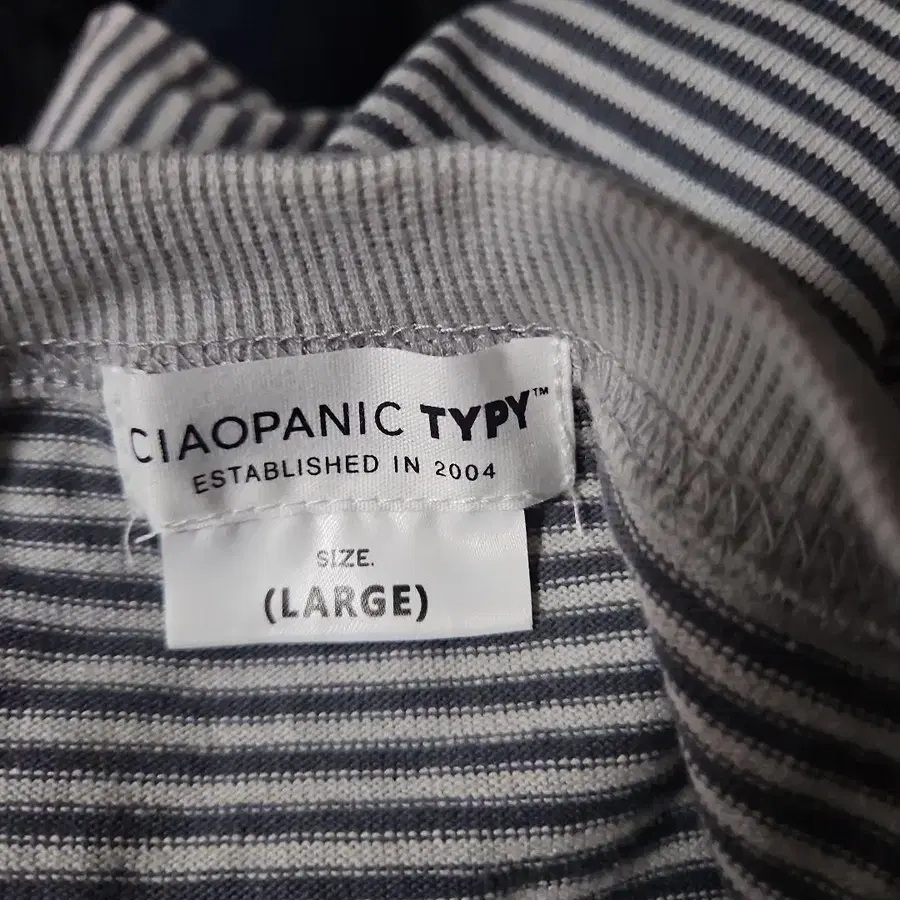 CIAOPANIC TYPY™
ESTABLISHED IN 2004
SIZE.
(LARGE)